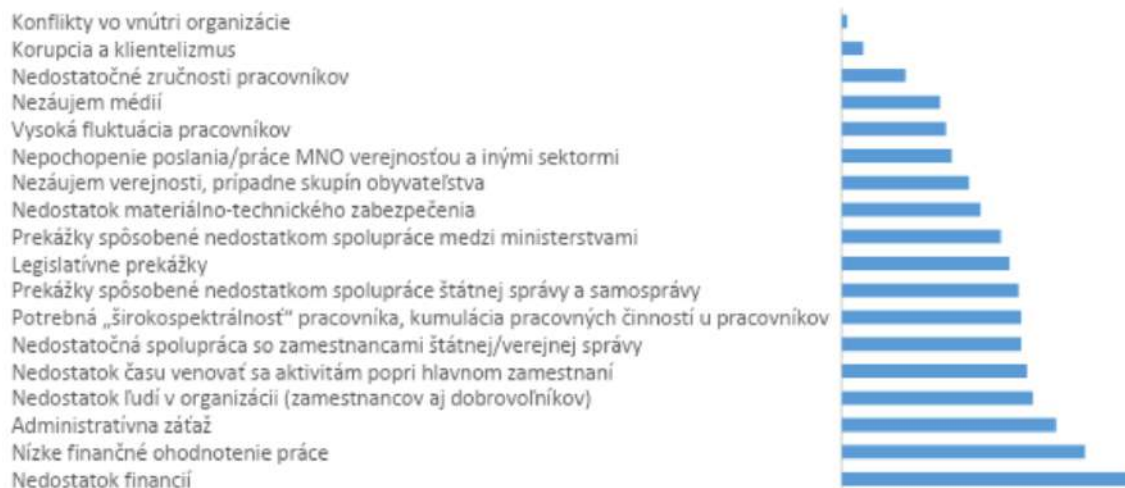 Konflikty vo vnútri organizácie
Korupcia a klientelizmus
Nedostatočné zručnosti pracovníkov
Nezáujem médií
Vysoká fluktuácia pracovníkov
Nepochopenie poslania/práce MNO verejnosťou a inými sektormi
Nezáujem verejnosti, prípadne skupín obyvateľstva
Nedostatok materiálno-technického zabezpečenia
Prekážky spôsobené nedostatkom spolupráce medzi ministerstvami
Legislatívne prekážky
Prekážky spôsobené nedostatkom spolupráce štátnej správy a samosprávy
Potrebná „širokospektrálnosť“ pracovníka, kumulácia pracovných činností u pracovníkov
Nedostatočná spolupráca so zamestnancami štátnej/verejnej správy
Nedostatok času venovať sa aktivitám popri hlavnom zamestnaní
Nedostatok ľudí v organizácii (zamestnancov aj dobrovoľníkov)
Administratívna záťaž
Nízke finančné ohodnotenie práce
Nedostatok financií